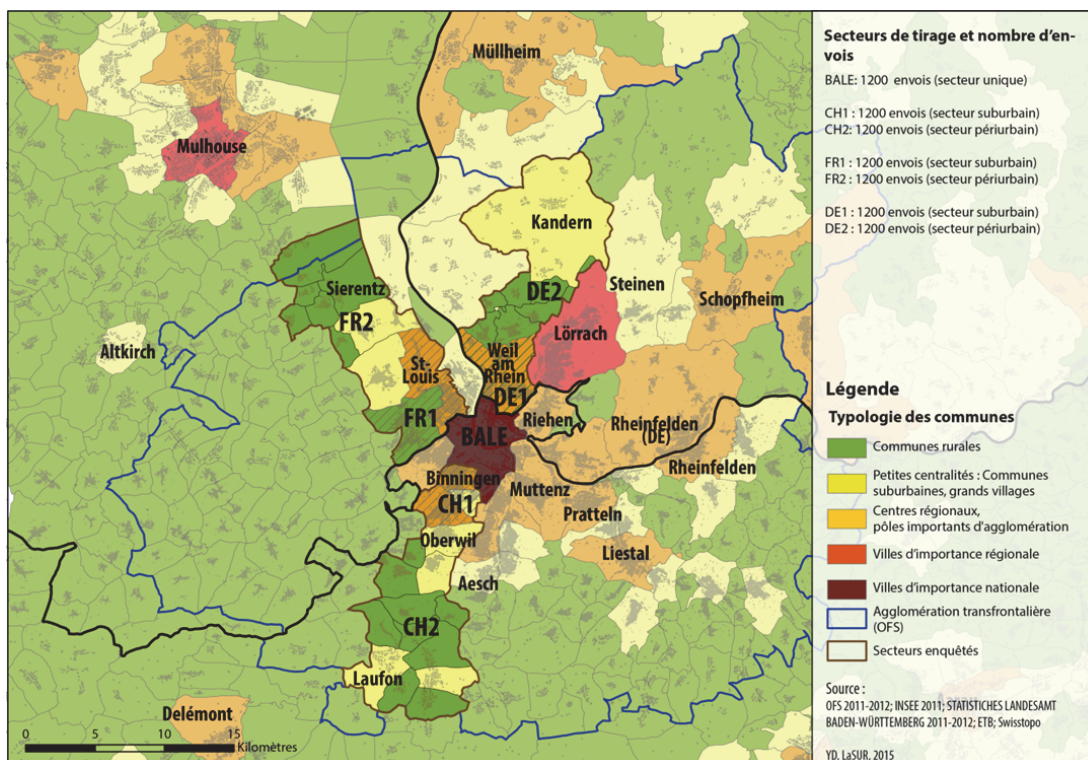 Müllheim
Mulhouse
Kandern
Steinen
Sierentz
DE2
Schopfheim
FR2
Lörrach
Altkirch
St-
Louis
Weil
am
Rhein
DE1
FR1
Riehen
BALE
Rheinfelden
(DE)
Rheinfelden
Binningen
Muttenz
CH1
Pratteln
Oberwil
Liestal
Aesch
CH2
Laufon
Delémont
0 5 10 15
Kilomètres
Secteurs de tirage et nombre d'en-
vois
BALE: 1200 envois (secteur unique)
CH1 : 1200 envois (secteur suburbain)
CH2: 1200 envois (secteur périurbain)
FR1 : 1200 envois (secteur suburbain)
FR2 : 1200 envois (secteur périurbain)
DE1 : 1200 envois (secteur suburbain)
DE2 : 1200 envois (secteur périurbain)
Légende
Typologie des communes
Communes rurales
Petites centralités : Communes
suburbaines, grands villages
Centres régionaux,
pôles importants d'agglomération
Villes d'importance régionale
Villes d'importance nationale
Agglomération transfrontalière
(OFS)
Secteurs enquêtés
Source :
OFS 2011-2012; INSEE 2011; STATISTICHES LANDESAMT
BADEN-WÜRTTEMBERG 2011-2012; ETB; Swisstopo
YD, LaSUR, 2015